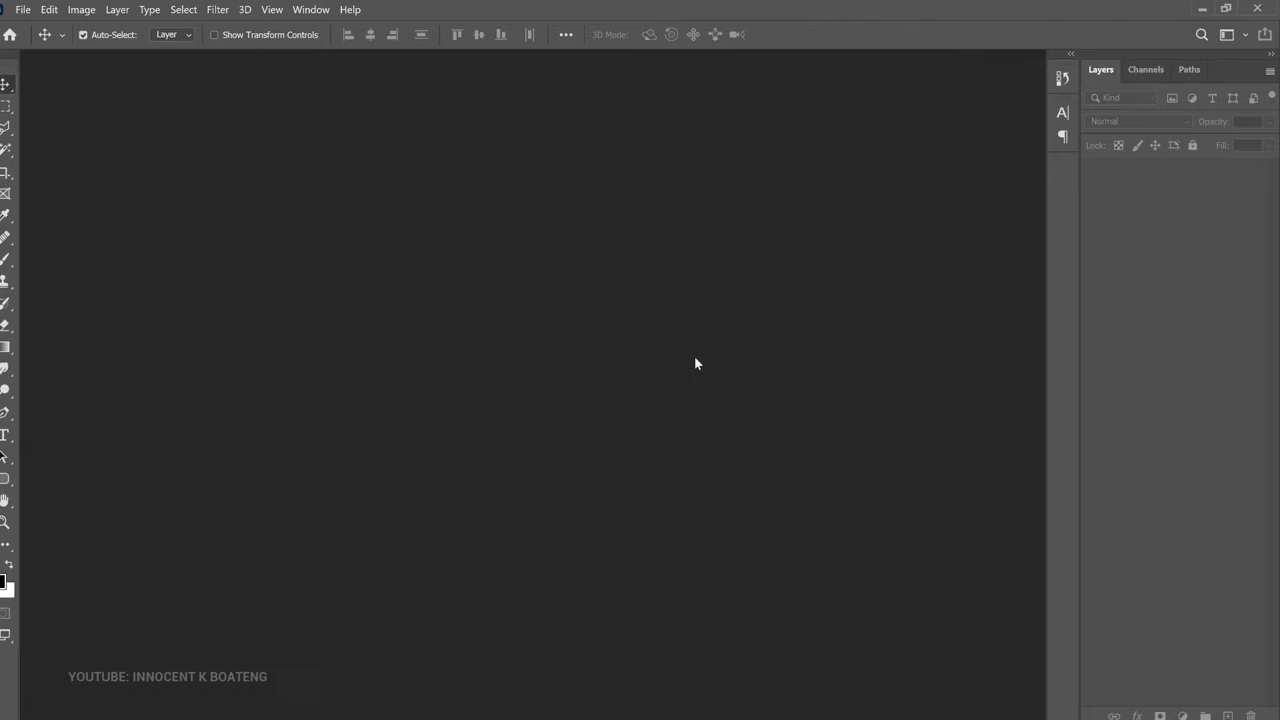 File Edit Image Layer Type Select Filter 3D View Window Help
Auto-Select: Layer Show Transform Controls 3D Mode:
Layers Channels Paths
Kind
Normal Opacity:
Lock: Fill:
YOUTUBE: INNOCENT K BOATENG